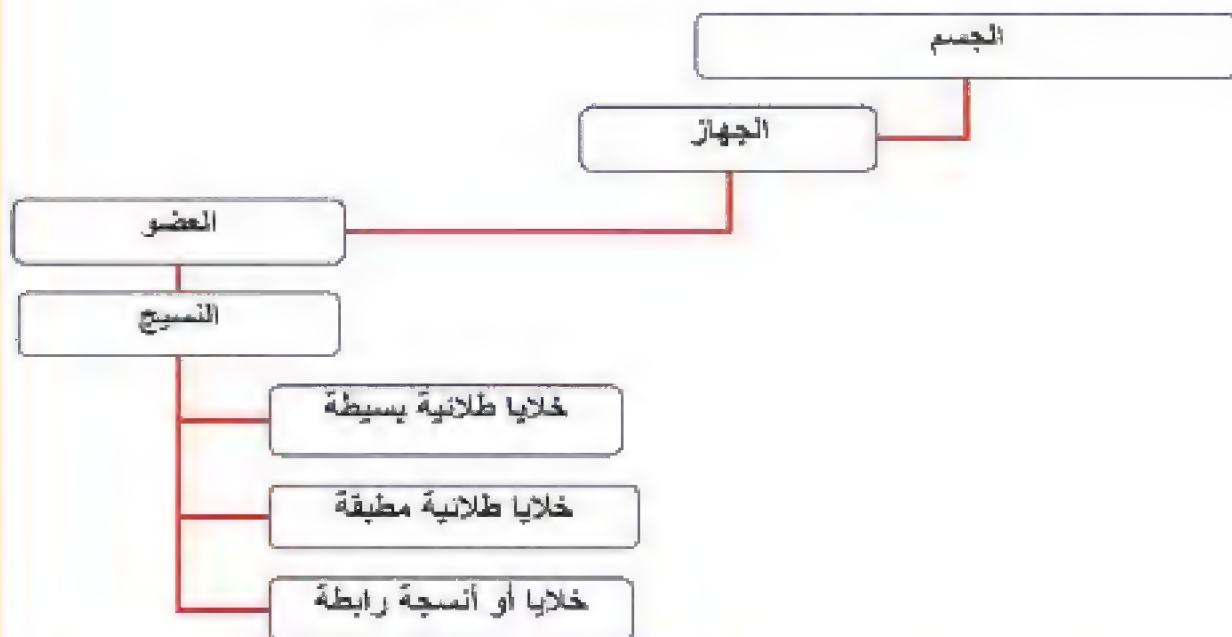 الجسم
الجهاز
العضو
النسيج
خلايا طلائية بسيطة
خلايا طلائية مطبقة
خلايا أو أنسجة رابطة